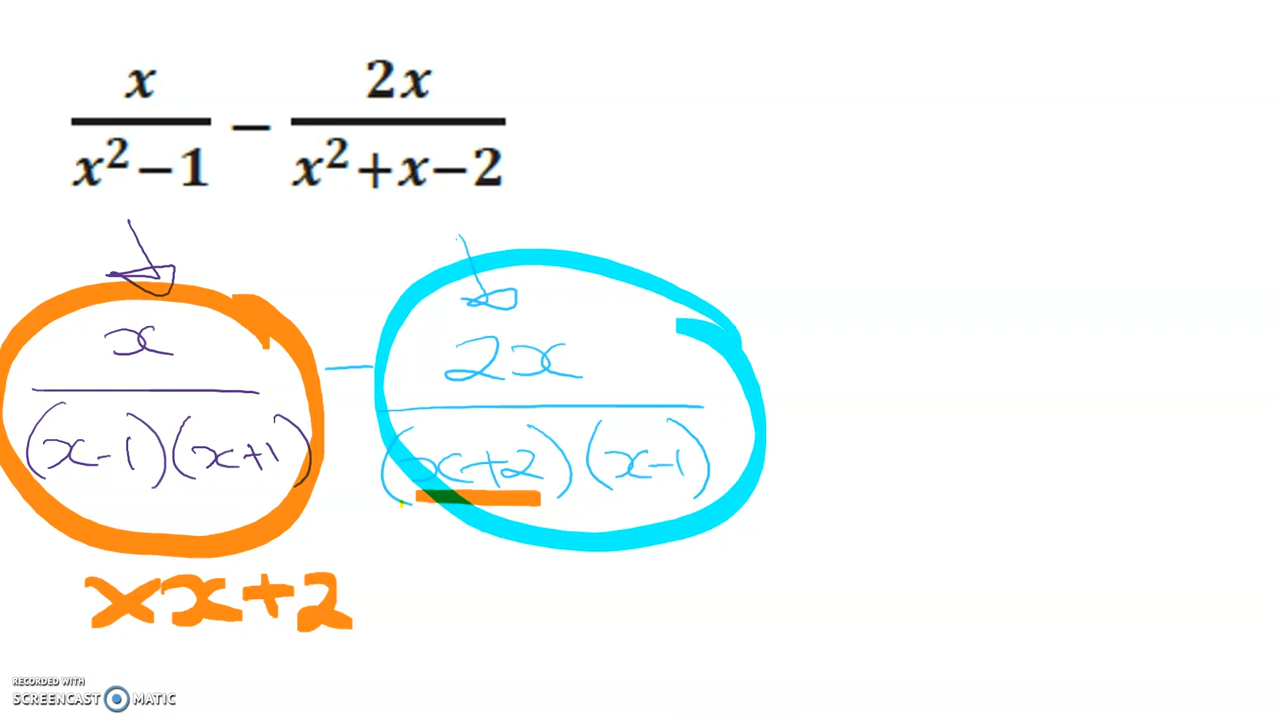 x
2x
x² − 1 − x² + x − 2
x
2x
(x-1)(x+1) − (x+2)(x-1)
×x+2
RECORDED WITH
SCREENCAST MATIC